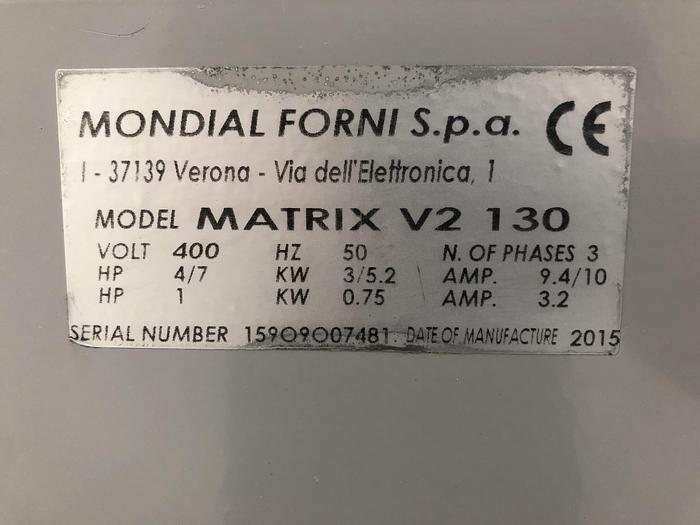 MONDIAL FORNI S.p.a. CE
I - 37139 Verona - Via dell'Elettronica, 1
MODEL MATRIX V2 130
VOLT 400 HZ 50 N. OF PHASES 3
HP 4/7 KW 3/5.2 AMP. 9.4/10
HP 1 KW 0.75 AMP. 3.2
SERIAL NUMBER 15909007481 DATE OF MANUFACTURE 2015